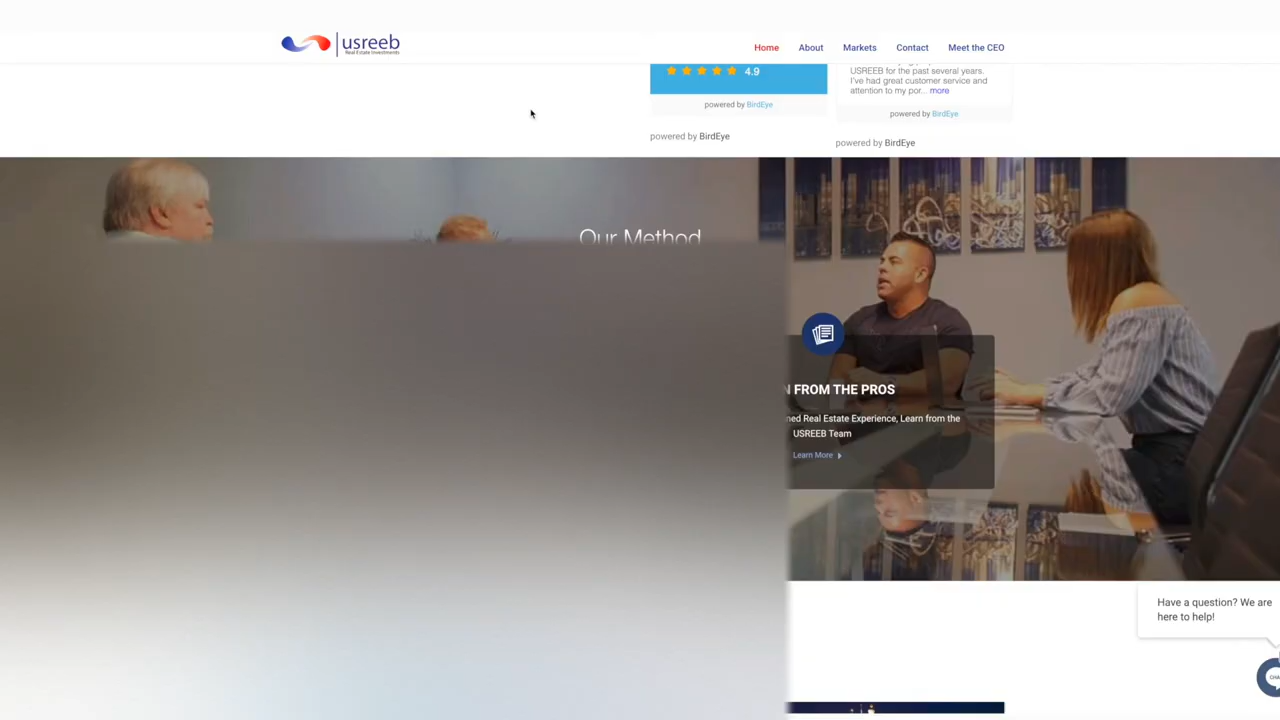 usreeb
Real Estate Investments
Home About Markets Contact Meet the CEO
4.9
powered by BirdEye
powered by BirdEye
USREEB for the past several years.
I've had great customer service and
attention to my por... more
powered by BirdEye
powered by BirdEye
Our Method
N FROM THE PROS
ned Real Estate Experience, Learn from the
USREEB Team
Learn More
Have a question? We are
here to help!